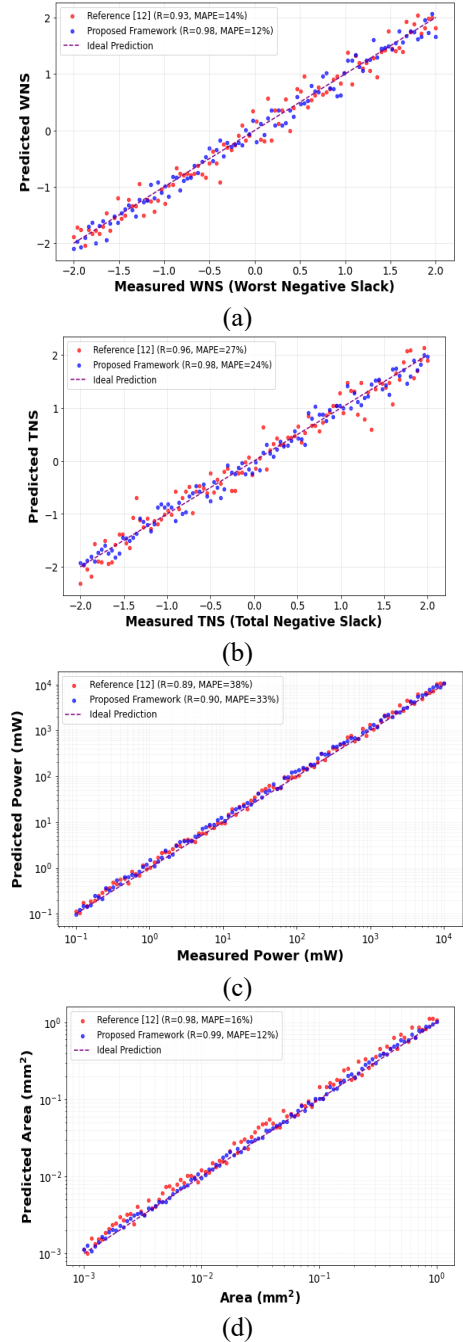 Reference [12] (R=0.93, MAPE=14%)
Proposed Framework (R=0.98, MAPE=12%)
Ideal Prediction
2
1
0
−1
−2
Predicted WNS
−2.0 −1.5 −1.0 −0.5 0.0 0.5 1.0 1.5 2.0
Measured WNS (Worst Negative Slack)
(a)
Reference [12] (R=0.96, MAPE=27%)
Proposed Framework (R=0.98, MAPE=24%)
Ideal Prediction
2
1
0
−1
−2
Predicted TNS
−2.0 −1.5 −1.0 −0.5 0.0 0.5 1.0 1.5 2.0
Measured TNS (Total Negative Slack)
(b)
Reference [12] (R=0.89, MAPE=38%)
Proposed Framework (R=0.90, MAPE=33%)
Ideal Prediction
10⁴
10³
10²
10¹
10⁰
10⁻¹
Predicted Power (mW)
10⁻¹ 10⁰ 10¹ 10² 10³ 10⁴
Measured Power (mW)
(c)
Reference [12] (R=0.98, MAPE=16%)
Proposed Framework (R=0.99, MAPE=12%)
Ideal Prediction
10⁰
10⁻¹
10⁻²
10⁻³
Predicted Area (mm²)
10⁻³ 10⁻² 10⁻¹ 10⁰
Area (mm²)
(d)